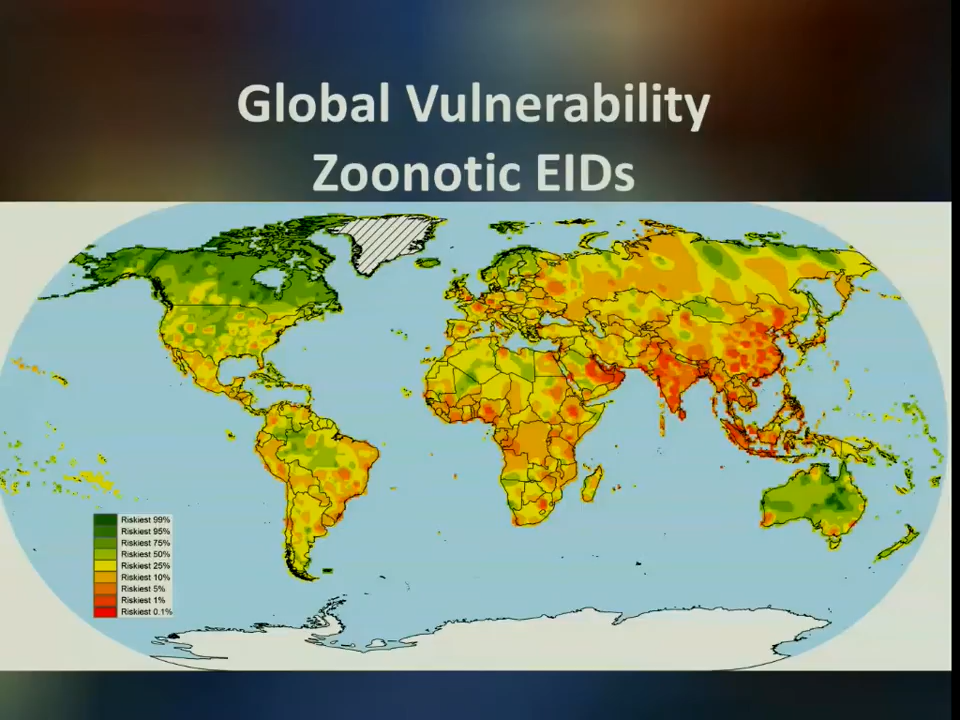 Global Vulnerability
Zoonotic EIDs
Riskiest 99%
Riskiest 95%
Riskiest 75%
Riskiest 50%
Riskiest 25%
Riskiest 10%
Riskiest 5%
Riskiest 1%
Riskiest 0.1%